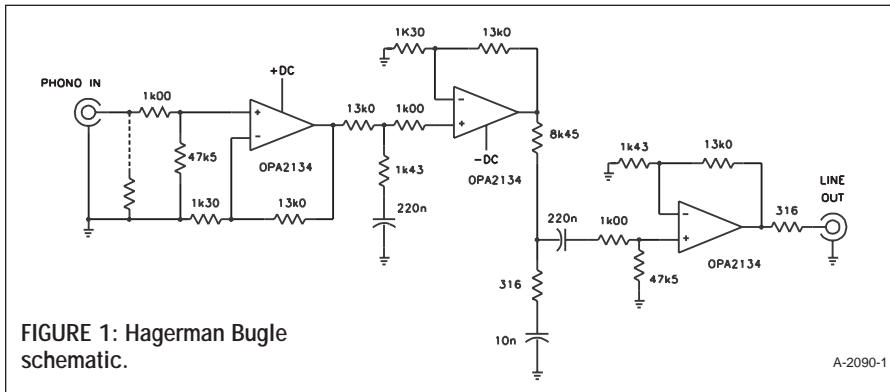 1K30
13k0
PHONO IN
1k00
+DC
+
-
OPA2134
47k5
1k30
13k0
13k0
1k00
1k43
220n
-
+
-DC
OPA2134
8k45
220n
1k00
316
10n
47k5
1k43
13k0
-
+
OPA2134
316
LINE
OUT
FIGURE 1: Hagerman Bugle
schematic.
A-2090-1